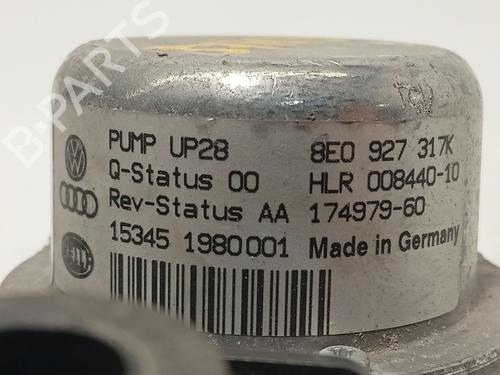 PUMP UP28 8E0 927 317K
Q-Status 00 HLR 008440-10
Rev-Status AA 174979-60
15345 1980001 Made in Germany
B-PARTS